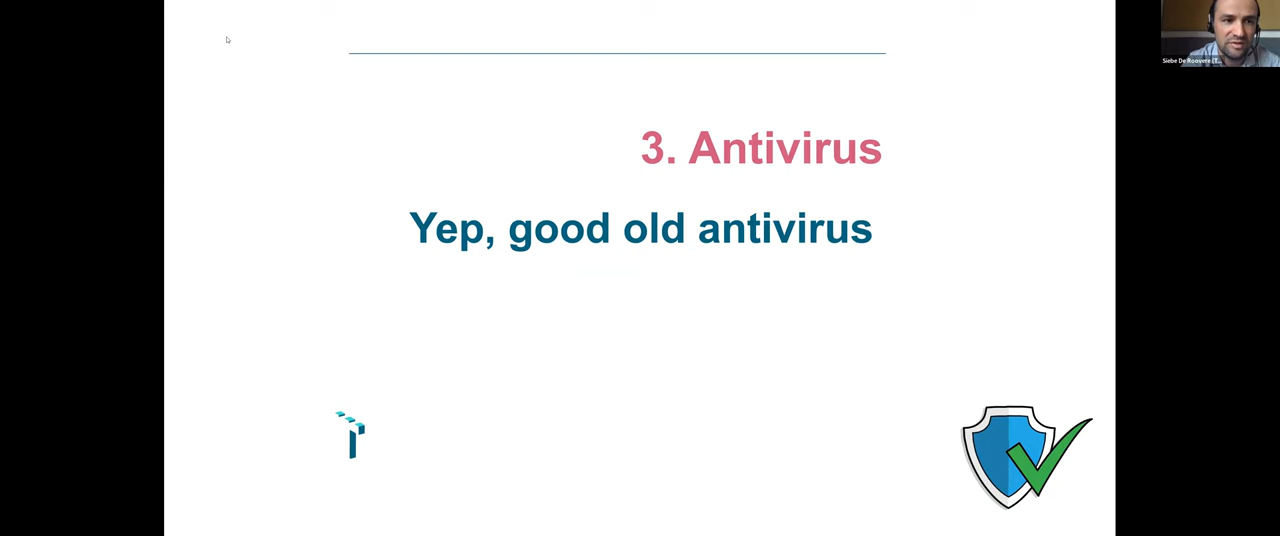 3. Antivirus
Yep, good old antivirus
Siebe De Roovere (T...